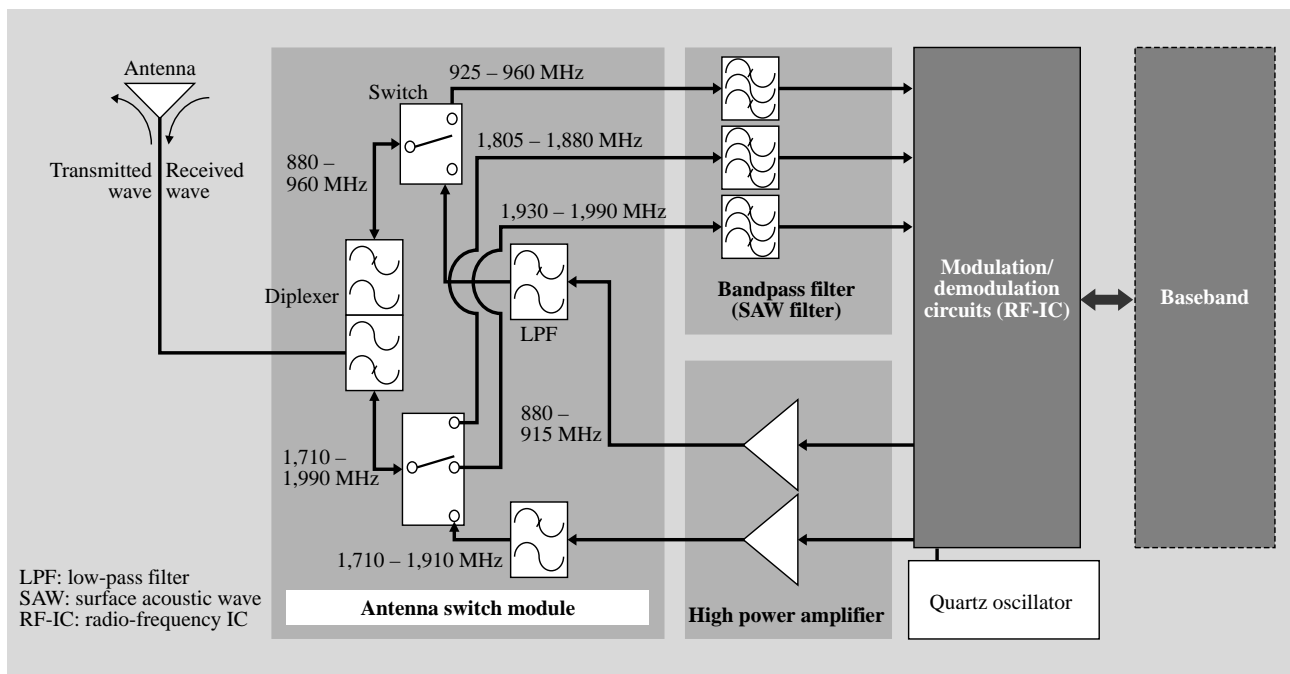 Antenna
Transmitted
wave
Received
wave
Switch
880 –
960 MHz
Diplexer
1,710 –
1,990 MHz
925 – 960 MHz
1,805 – 1,880 MHz
1,930 – 1,990 MHz
LPF
880 –
915 MHz
1,710 – 1,910 MHz
Antenna switch module
Bandpass filter
(SAW filter)
High power amplifier
Modulation/
demodulation
circuits (RF-IC)
Baseband
Quartz oscillator
LPF: low-pass filter
SAW: surface acoustic wave
RF-IC: radio-frequency IC